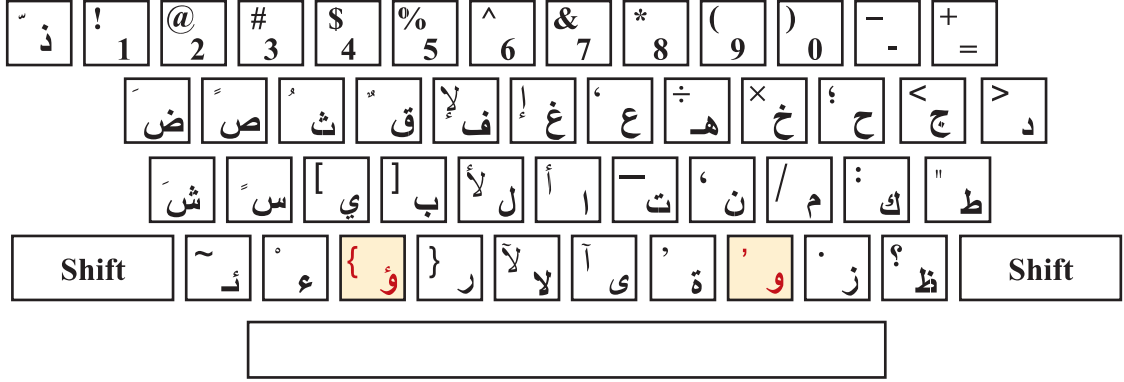 ّ ذ ! 1 @ 2 # 3 $ 4 % 5 ^ 6 & 7 * 8 ( 9 ) 0 – - + =
َ ض ً ص ُ ث ٌ ق لإ ف إ غ ‘ ع ÷ هـ × خ ؛ ح < ج > د
َ ش ً س [ ي ] ب لأ ل أ ا – ت ، ن / م : ك " ط
Shift ~ ئـ ْ ء { ؤ } ر لآ لا آ ى ’ ة ’ و . ز ؟ ظ Shift